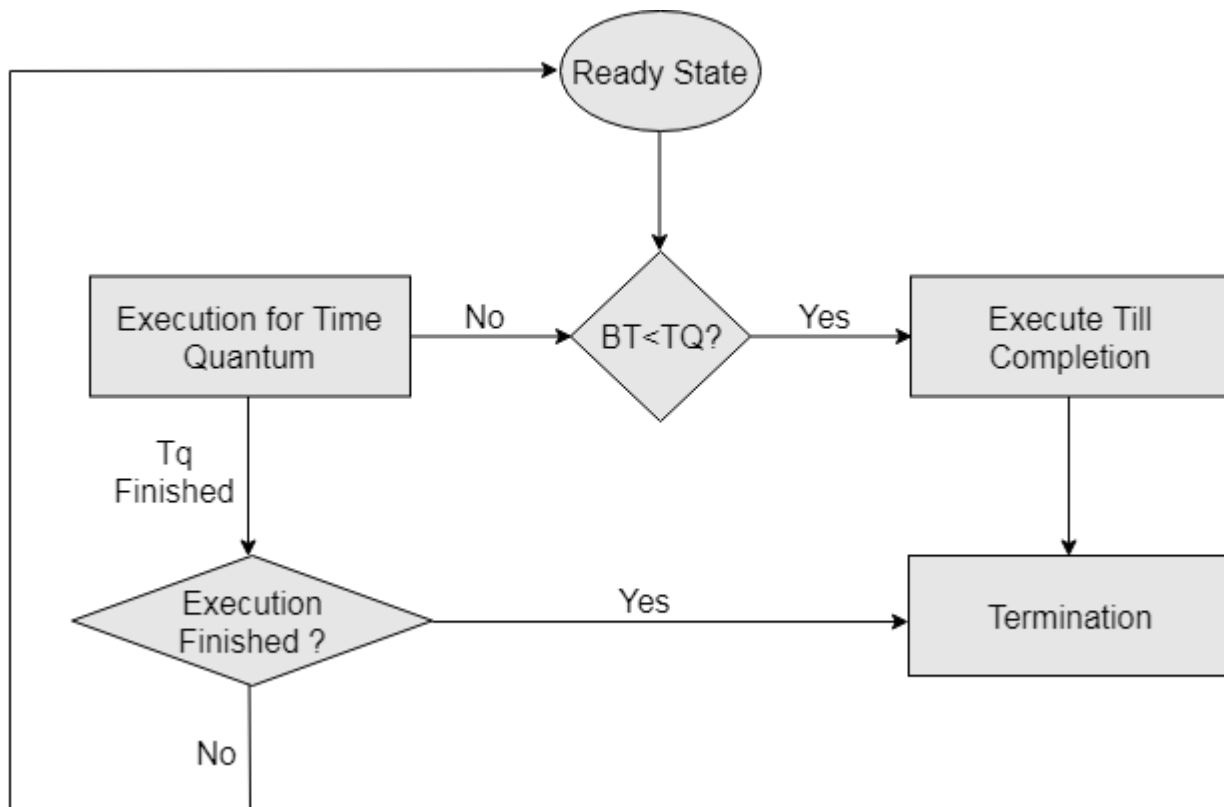 Ready State
Execution for Time
Quantum
No
BT<TQ?
Yes
Execute Till
Completion
Tq
Finished
Execution
Finished ?
Yes
Termination
No